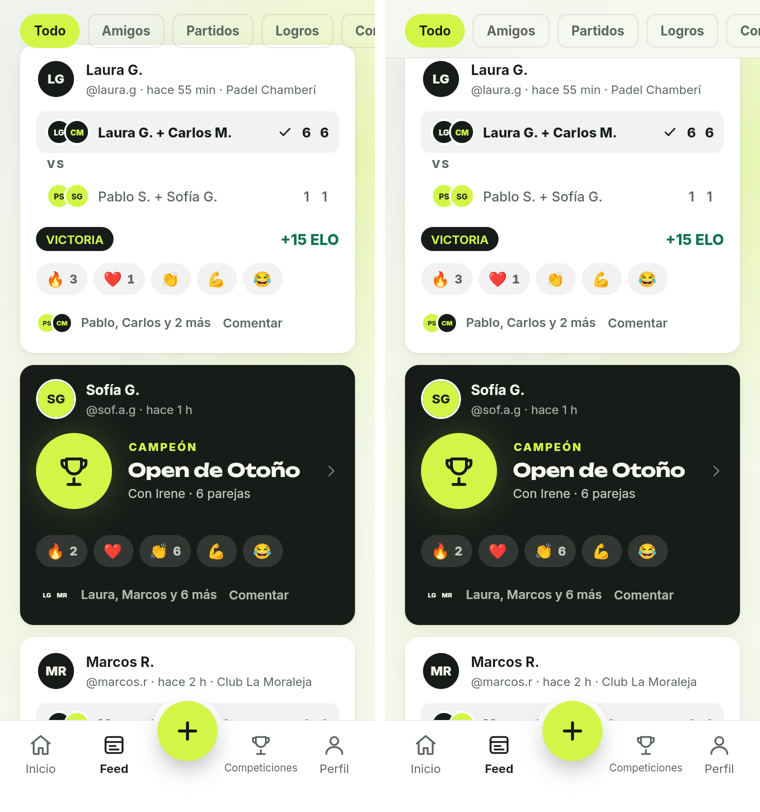 Todo Amigos Partidos Logros Co
LG Laura G.
@laura.g · hace 55 min · Padel Chamberí
LG CM Laura G. + Carlos M. 6 6
VS
PS SG Pablo S. + Sofía G. 1 1
VICTORIA +15 ELO
3 1
PS CM Pablo, Carlos y 2 más Comentar
SG Sofía G.
@sof.a.g · hace 1 h
CAMPEÓN
Open de Otoño
Con Irene · 6 parejas
2 6
LG MR Laura, Marcos y 6 más Comentar
MR Marcos R.
@marcos.r · hace 2 h · Club La Moraleja
Inicio Feed Competiciones Perfil
Todo Amigos Partidos Logros Co
LG Laura G.
@laura.g · hace 55 min · Padel Chamberí
LG CM Laura G. + Carlos M. 6 6
VS
PS SG Pablo S. + Sofía G. 1 1
VICTORIA +15 ELO
3 1
PS CM Pablo, Carlos y 2 más Comentar
SG Sofía G.
@sof.a.g · hace 1 h
CAMPEÓN
Open de Otoño
Con Irene · 6 parejas
2 6
LG MR Laura, Marcos y 6 más Comentar
MR Marcos R.
@marcos.r · hace 2 h · Club La Moraleja
Inicio Feed Competiciones Perfil